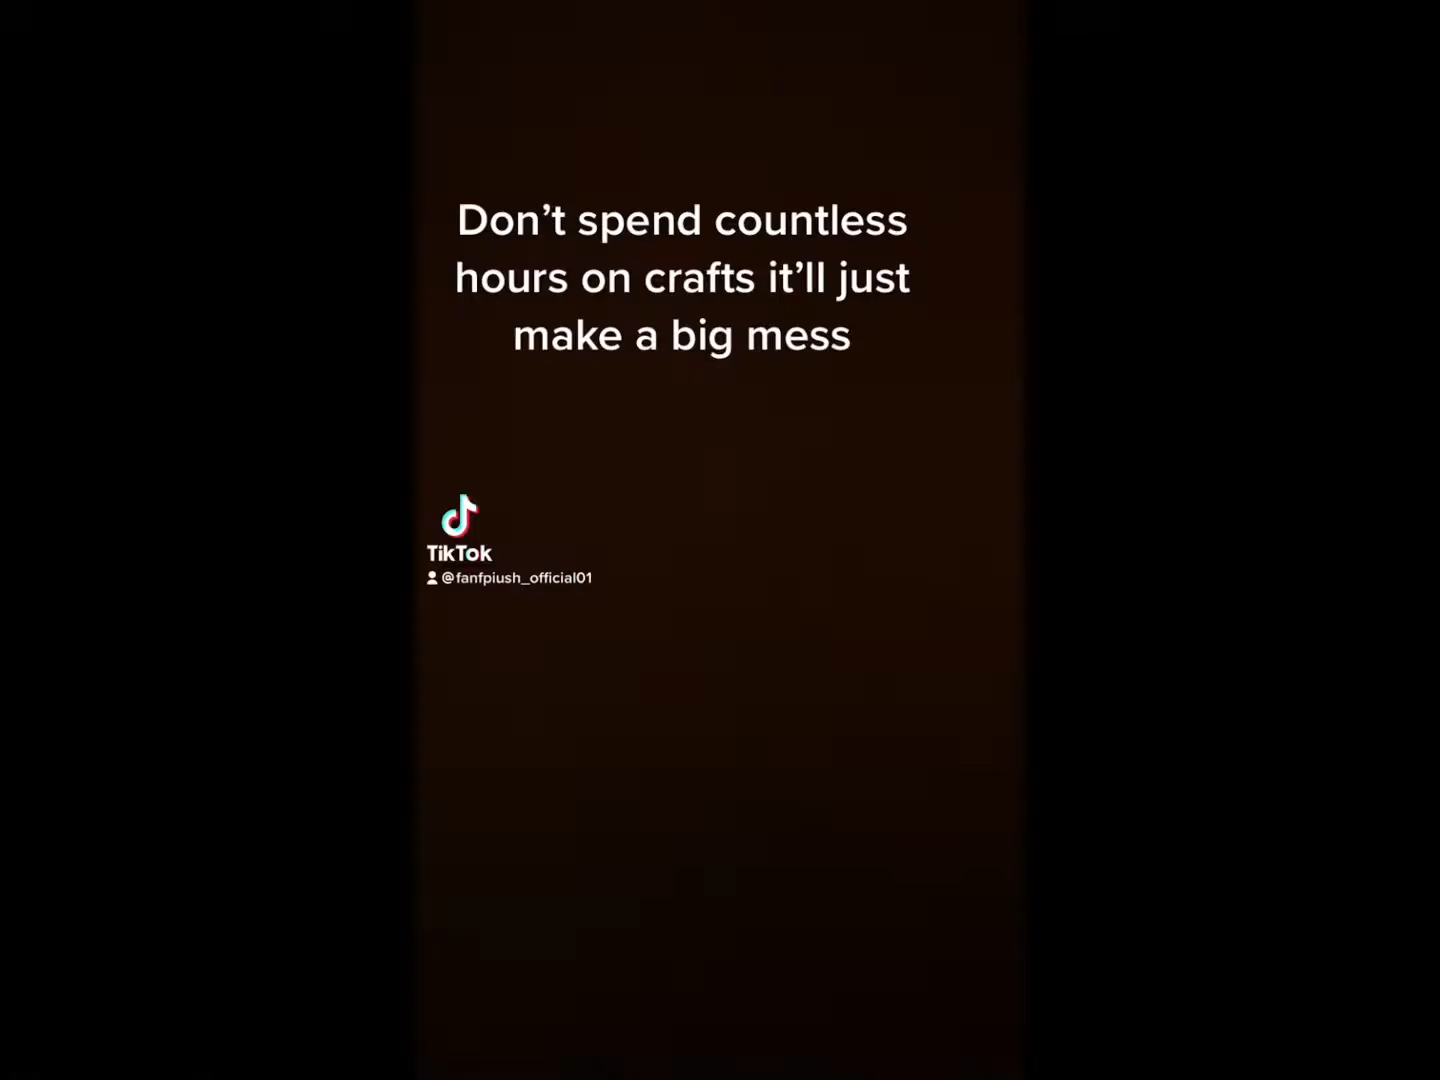 Don’t spend countless
hours on crafts it’ll just
make a big mess
TikTok
@fanfpiush_official01